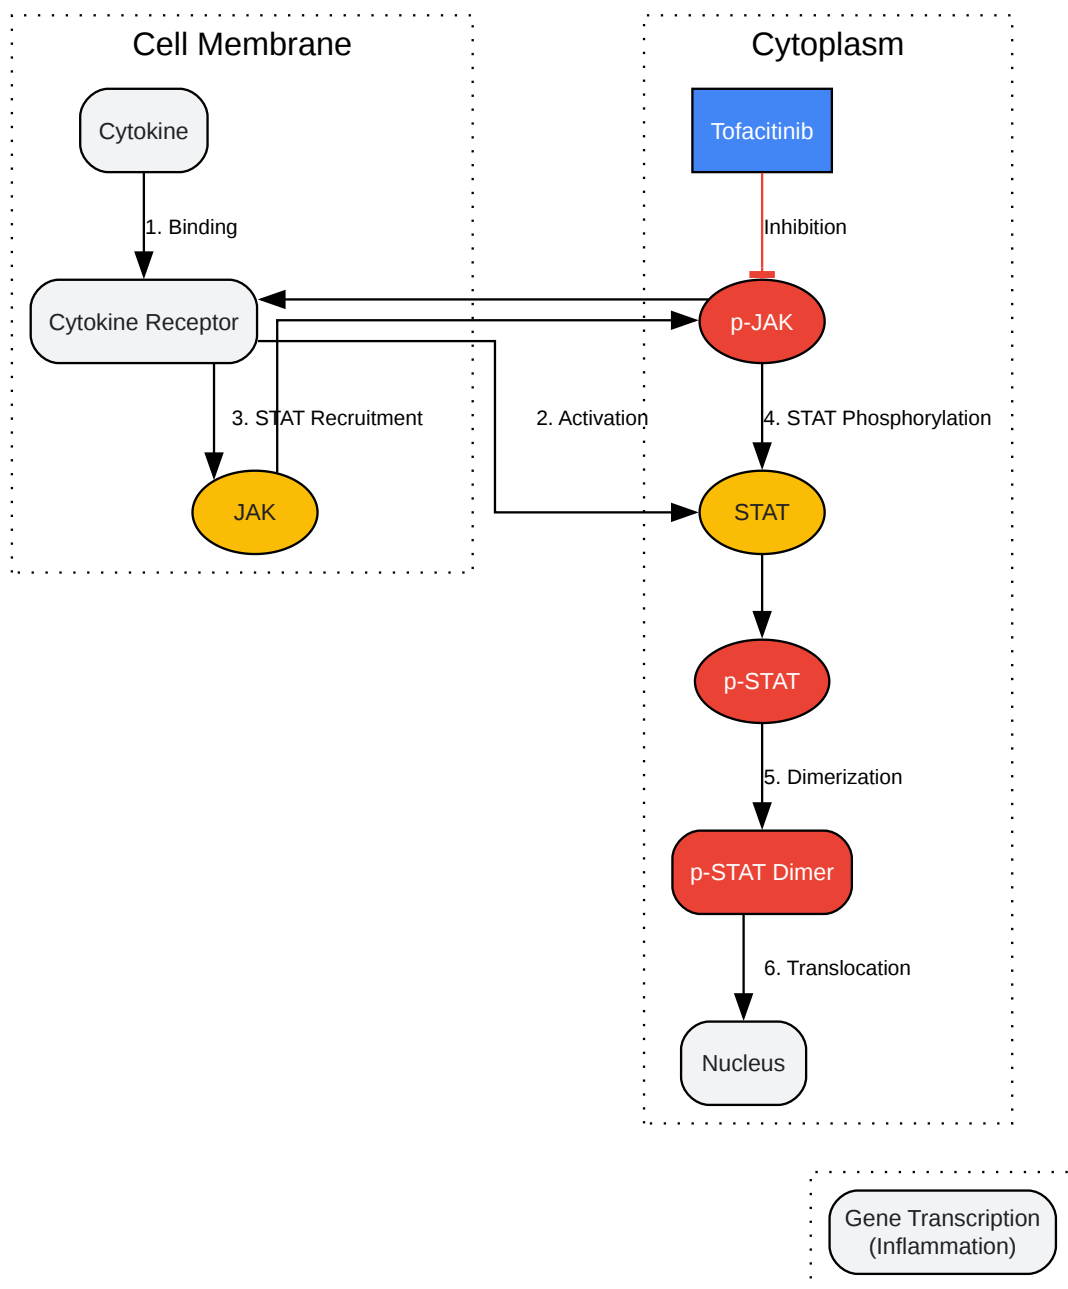 Cell Membrane
Cytoplasm
Cytokine
Tofacitinib
1. Binding
Inhibition
Cytokine Receptor
p-JAK
3. STAT Recruitment
2. Activation
4. STAT Phosphorylation
JAK
STAT
p-STAT
5. Dimerization
p-STAT Dimer
6. Translocation
Nucleus
Gene Transcription
(Inflammation)